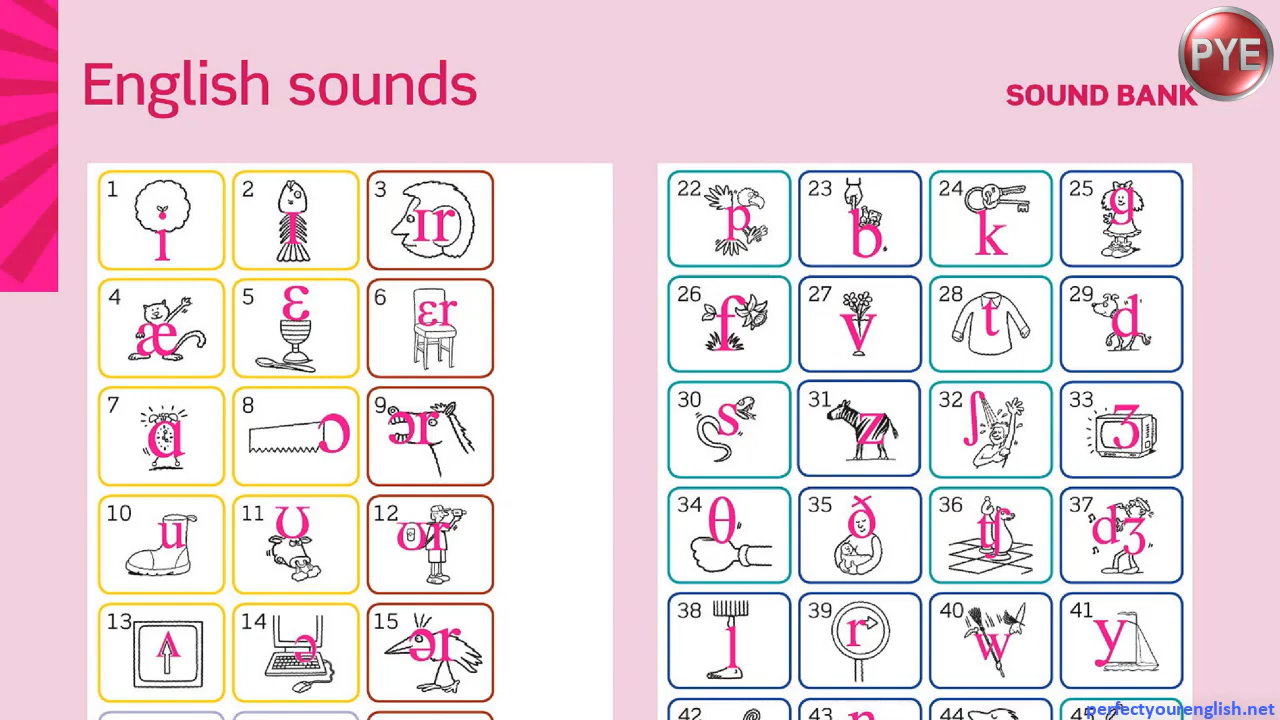 PYE
English sounds
SOUND BANK
1 i
2 ɪ
3 ɪr
4 æ
5 ɛ
6 ɛr
7 ɑ
8 ɔ
9 ɔr
10 u
11 ʊ
12 ʊr
13 ʌ
14 ə
15 ər
22 p
23 b
24 k
25 g
26 f
27 v
28 t
29 d
30 s
31 z
32 ʃ
33 ʒ
34 θ
35 ð
36 tʃ
37 dʒ
38 l
39 r
40 w
41 y
42
43
44
perfectyourenglish.net